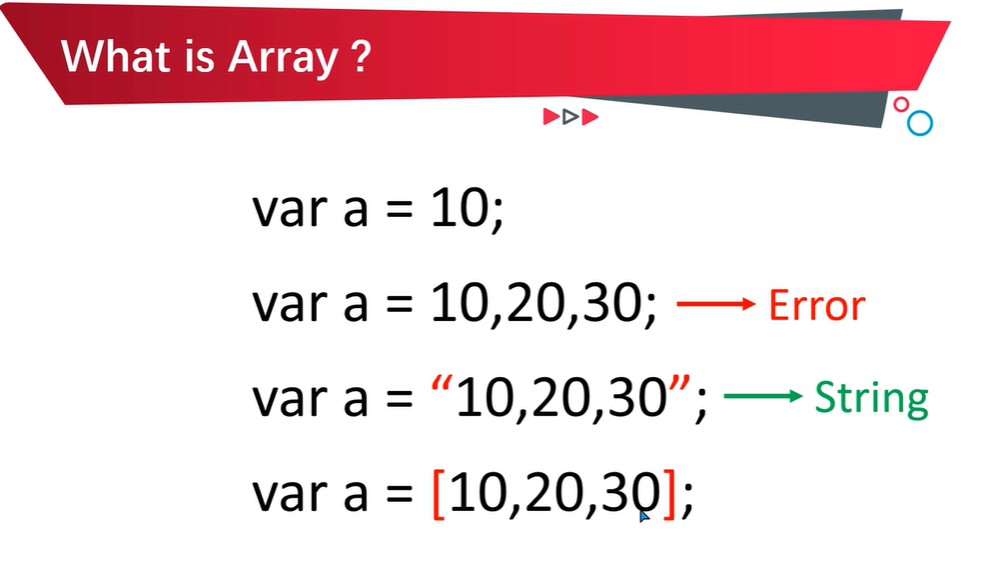 What is Array ?
var a = 10;
var a = 10,20,30; Error
var a = “10,20,30”; String
var a = [10,20,30];